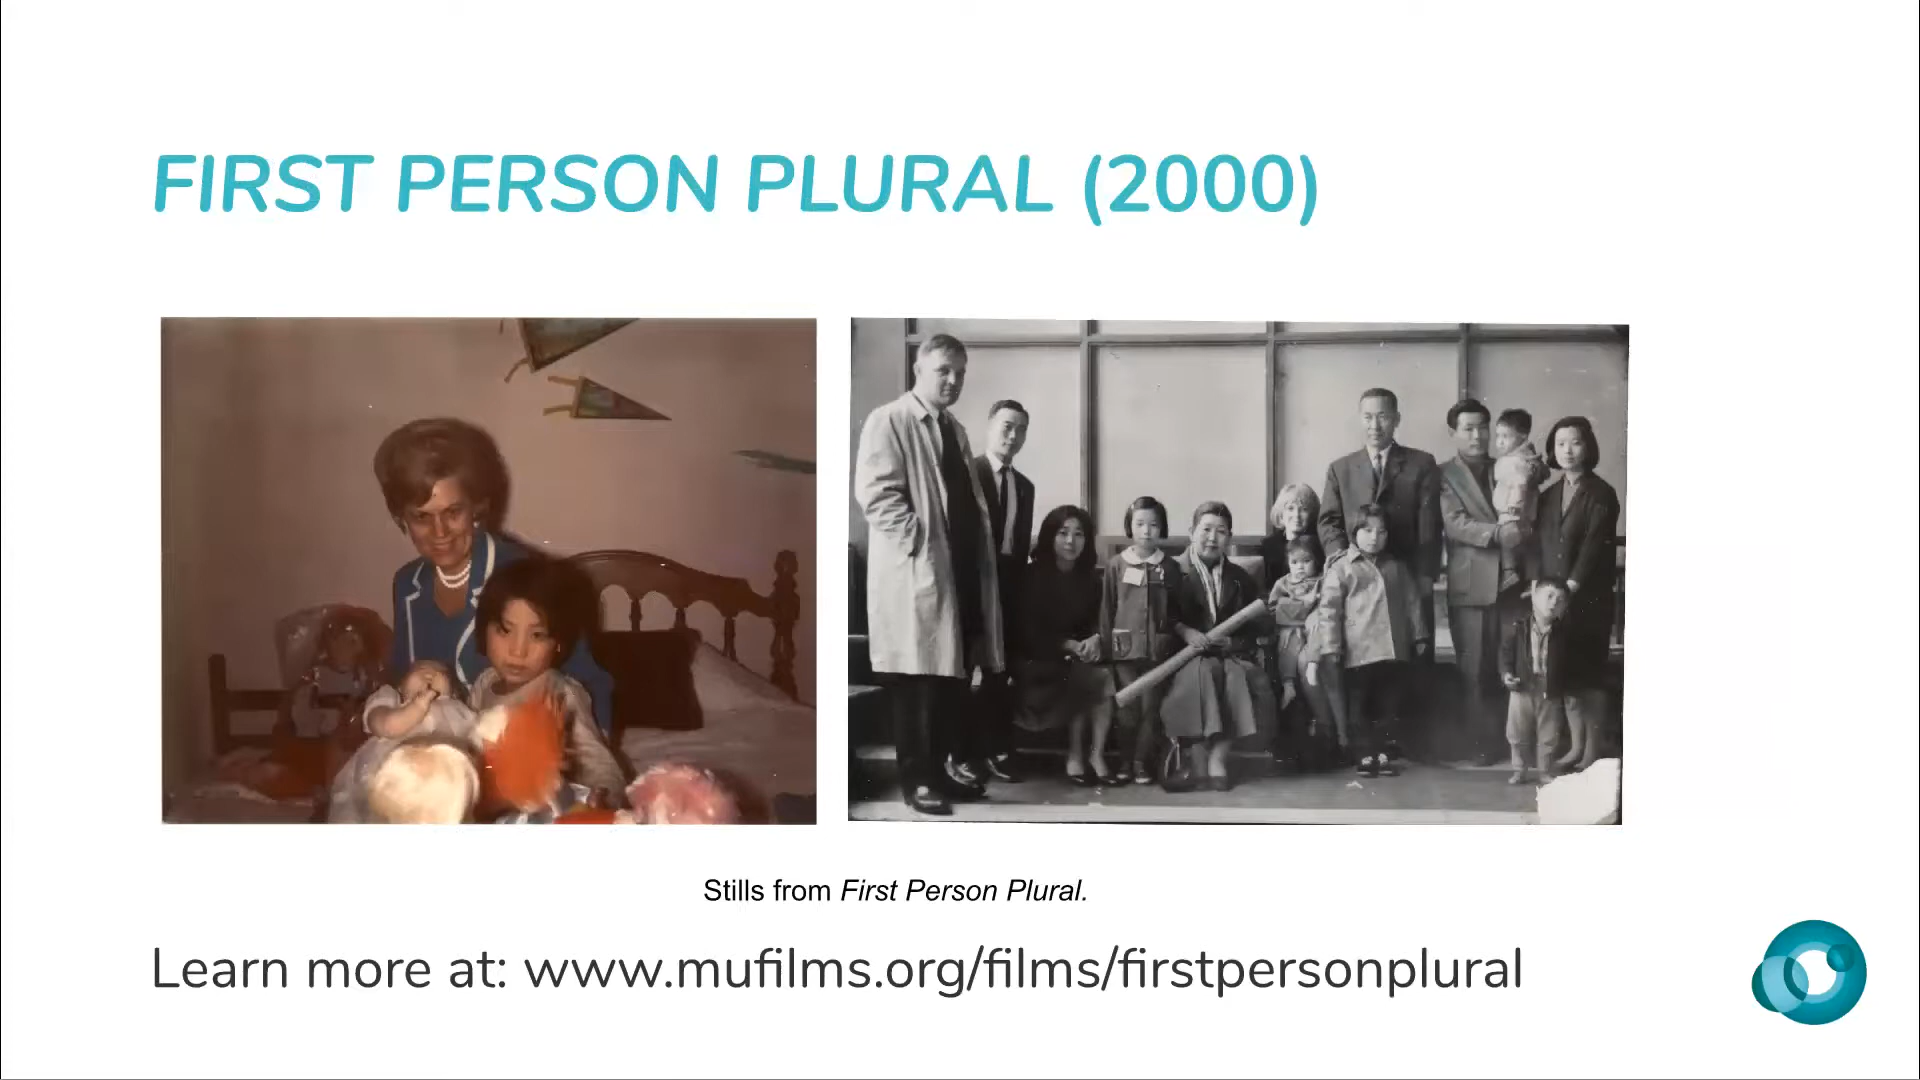 FIRST PERSON PLURAL (2000)
Stills from First Person Plural.
Learn more at: www.mufilms.org/films/firstpersonplural